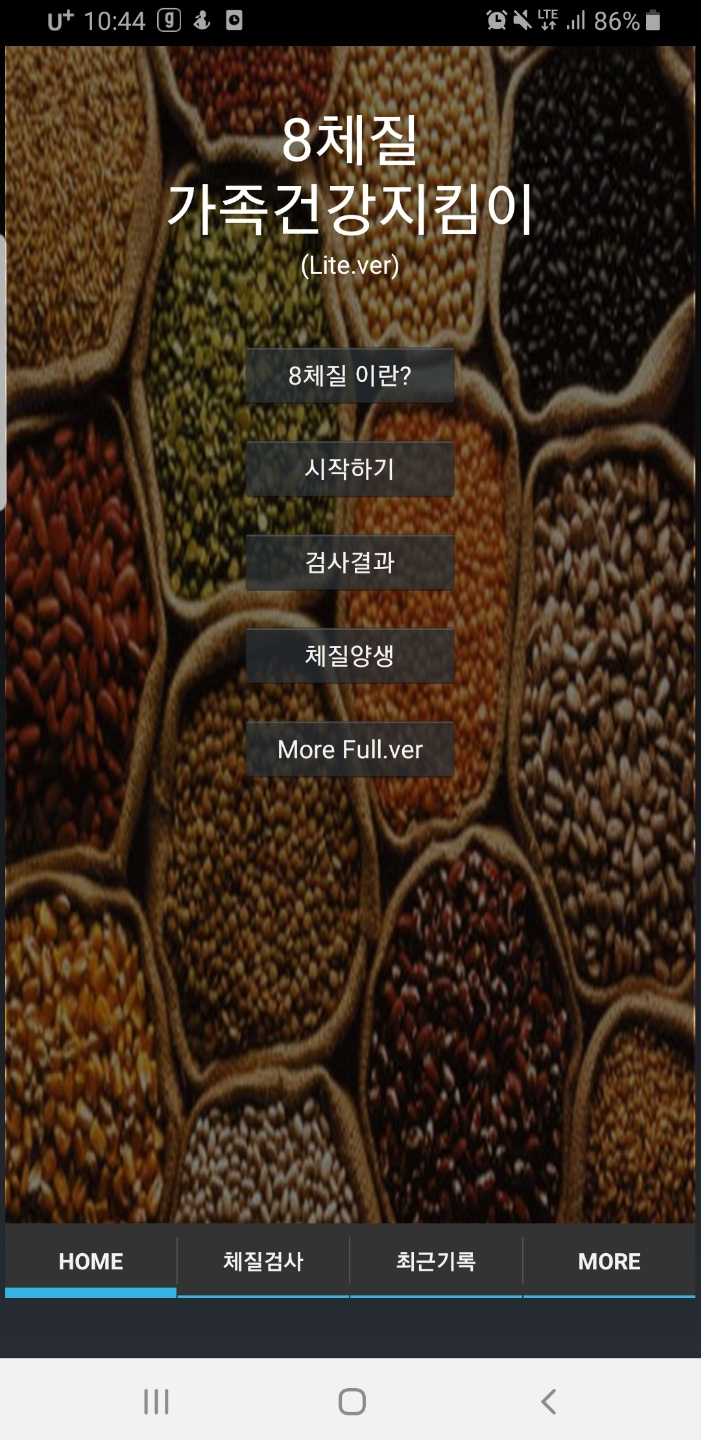 U+ 10:44 g LTE 86%
8체질
가족건강지킴이
(Lite.ver)
8체질 이란?
시작하기
검사결과
체질양생
More Full.ver
HOME 체질검사 최근기록 MORE